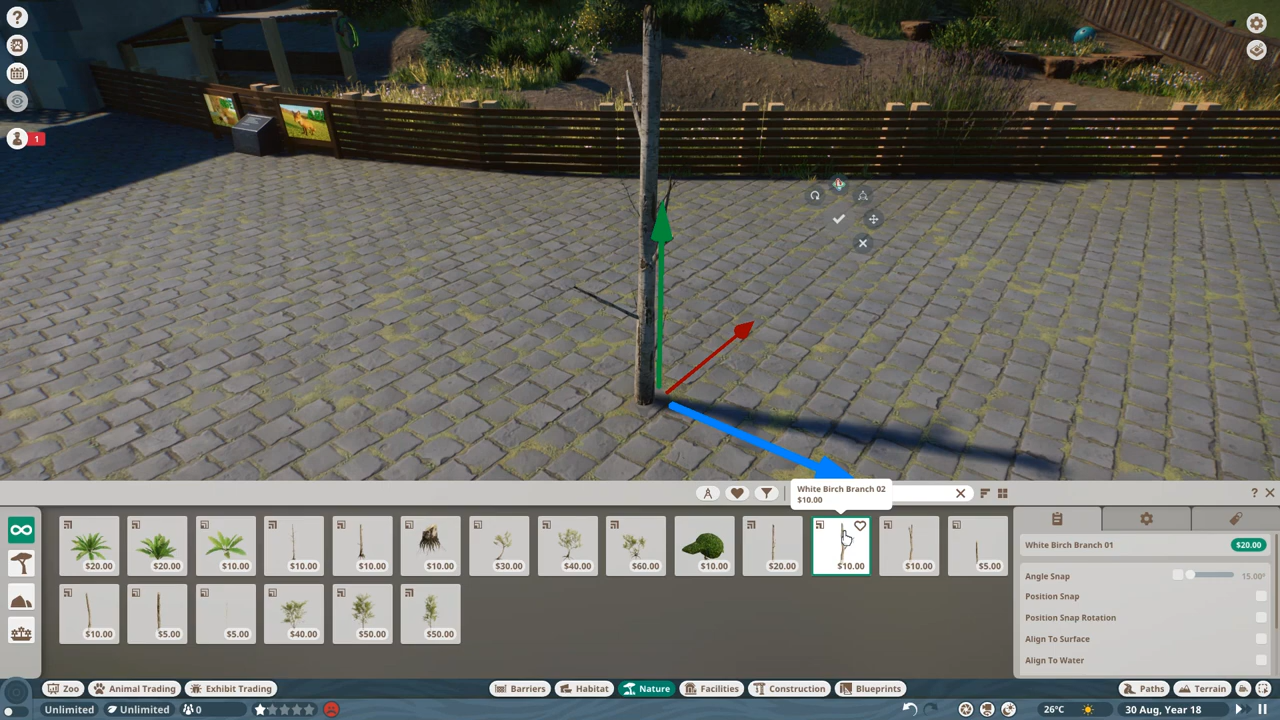 ?
1
White Birch Branch 02
$10.00
?
$20.00
$20.00
$10.00
$10.00
$10.00
$10.00
$30.00
$40.00
$60.00
$10.00
$20.00
$10.00
$10.00
$5.00
$10.00
$5.00
$5.00
$40.00
$50.00
$50.00
White Birch Branch 01
$20.00
Angle Snap
15.00°
Position Snap
Position Snap Rotation
Align To Surface
Align To Water
Zoo
Animal Trading
Exhibit Trading
Barriers
Habitat
Nature
Facilities
Construction
Blueprints
Paths
Terrain
Unlimited
Unlimited
0
26°C
30 Aug, Year 18